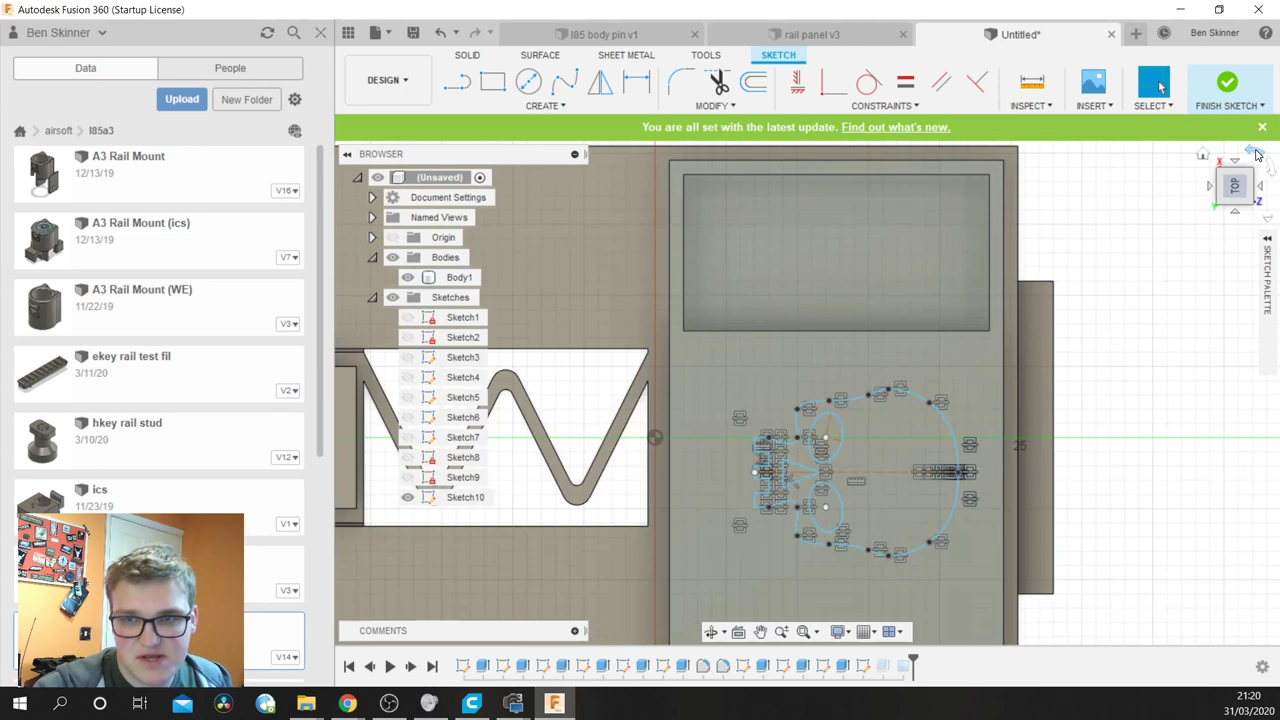 Autodesk Fusion 360 (Startup License)
Ben Skinner
l85 body pin v1
rail panel v3
Untitled*
Ben Skinner
Data
People
SOLID
SURFACE
SHEET METAL
TOOLS
SKETCH
Upload
New Folder
DESIGN
CREATE
MODIFY
CONSTRAINTS
INSPECT
INSERT
SELECT
FINISH SKETCH
airsoft
l85a3
You are all set with the latest update. Find out what's new.
A3 Rail Mount
12/13/19
V16
A3 Rail Mount (ics)
12/13/19
V7
A3 Rail Mount (WE)
11/22/19
V3
ekey rail test fil
3/11/20
V2
hkey rail stud
3/10/20
V12
ics
11/23/19
V1
V3
V14
BROWSER
(Unsaved)
Document Settings
Named Views
Origin
Bodies
Body1
Sketches
Sketch1
Sketch2
Sketch3
Sketch4
Sketch5
Sketch6
Sketch7
Sketch8
Sketch9
Sketch10
25
TOP
X
Y
Z
SKETCH PALETTE
COMMENTS
21:20
31/03/2020